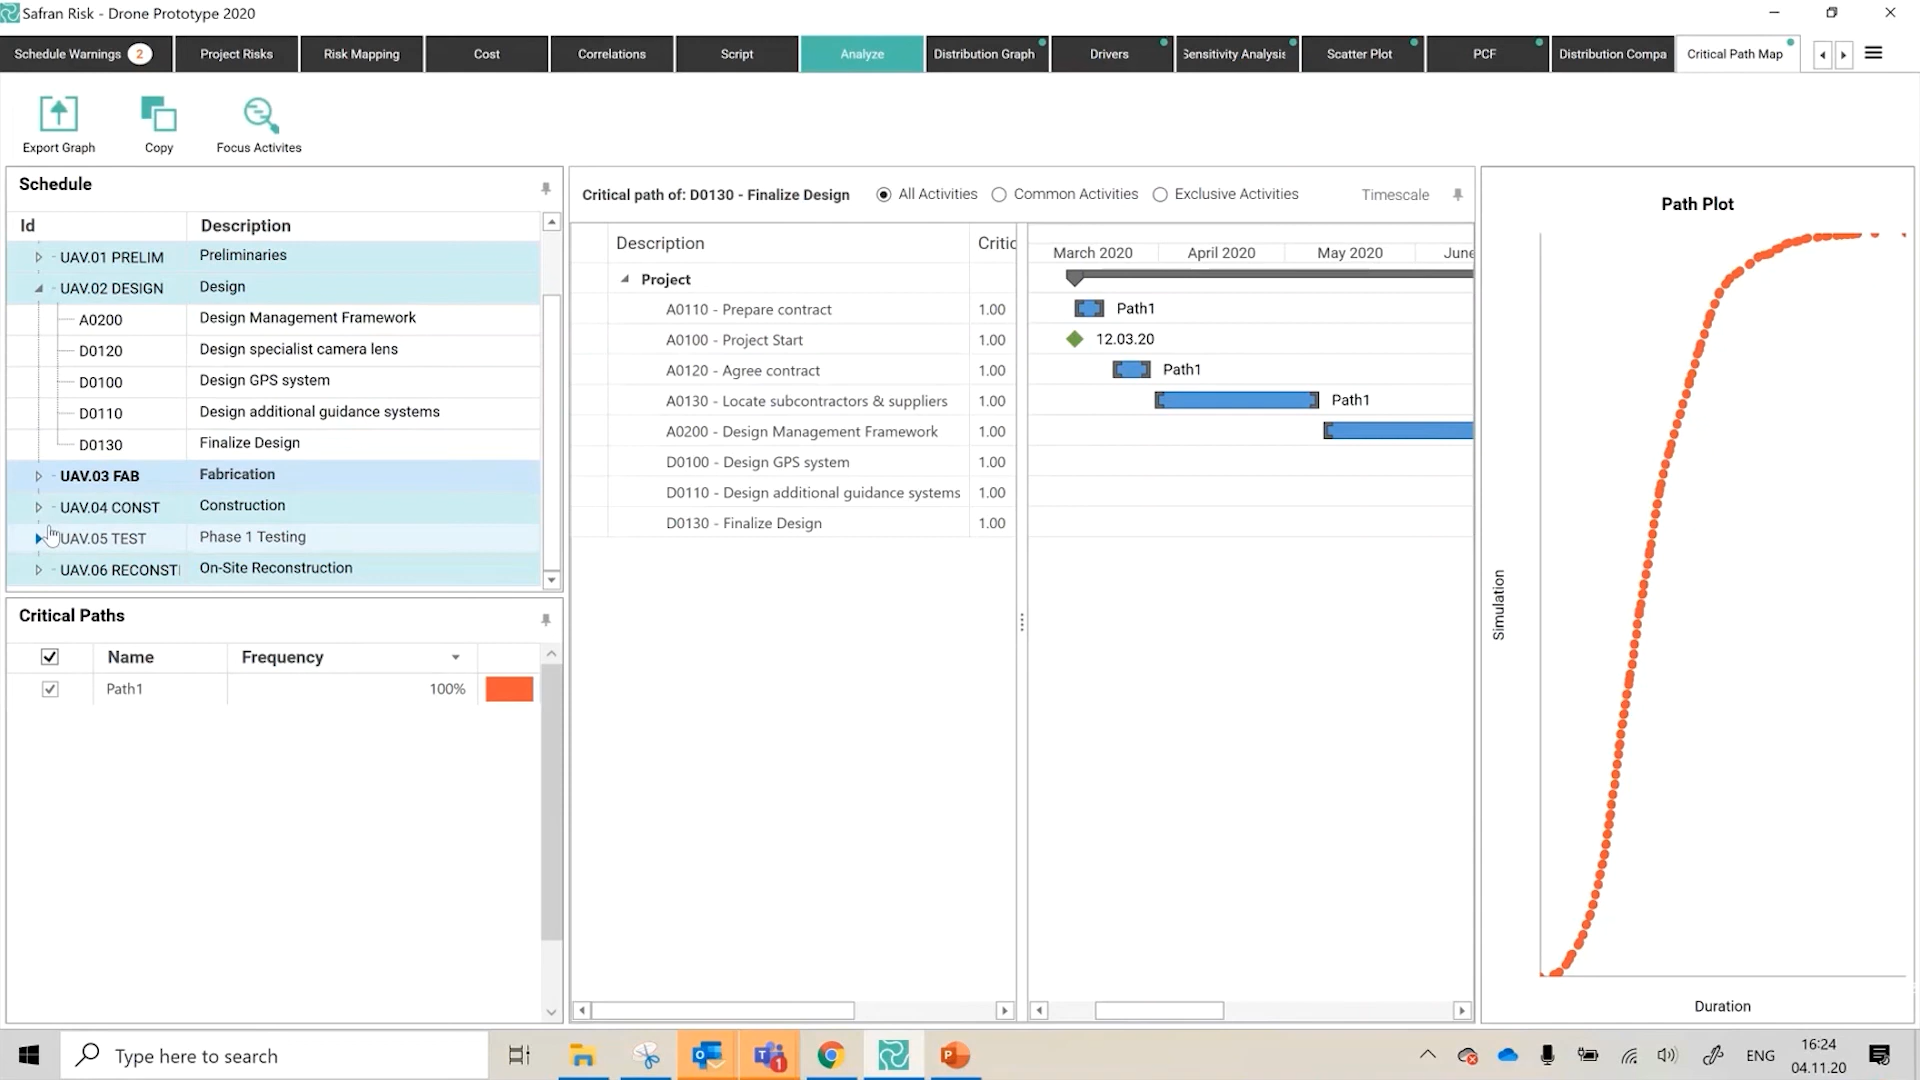 Safran Risk - Drone Prototype 2020
Schedule Warnings 2
Project Risks
Risk Mapping
Cost
Correlations
Script
Analyze
Distribution Graph
Drivers
Sensitivity Analysis
Scatter Plot
PCF
Distribution Compa
Critical Path Map
Export Graph
Copy
Focus Activites
Schedule
Id Description
UAV.01 PRELIM Preliminaries
UAV.02 DESIGN Design
A0200 Design Management Framework
D0120 Design specialist camera lens
D0100 Design GPS system
D0110 Design additional guidance systems
D0130 Finalize Design
UAV.03 FAB Fabrication
UAV.04 CONST Construction
UAV.05 TEST Phase 1 Testing
UAV.06 RECONSTI On-Site Reconstruction
Critical Paths
Name Frequency
Path1 100%
Critical path of: D0130 - Finalize Design
All Activities Common Activities Exclusive Activities Timescale
Description Critic
Project
A0110 - Prepare contract 1.00
A0100 - Project Start 1.00
A0120 - Agree contract 1.00
A0130 - Locate subcontractors & suppliers 1.00
A0200 - Design Management Framework 1.00
D0100 - Design GPS system 1.00
D0110 - Design additional guidance systems 1.00
D0130 - Finalize Design 1.00
March 2020 April 2020 May 2020 June
Path1
12.03.20
Path1
Path1
Path Plot
Simulation
Duration
Type here to search
1
ENG
16:24
04.11.20